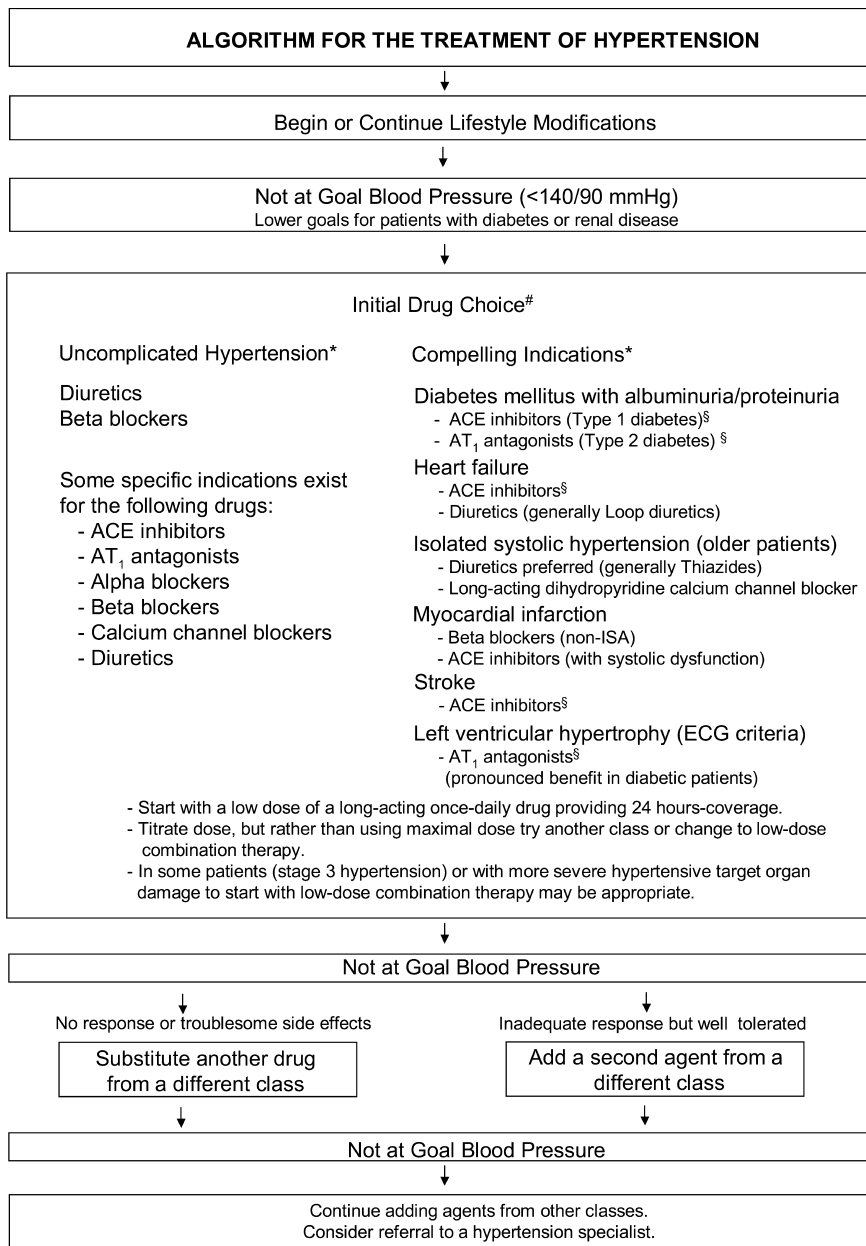 ALGORITHM FOR THE TREATMENT OF HYPERTENSION
Begin or Continue Lifestyle Modifications
Not at Goal Blood Pressure (<140/90 mmHg)
Lower goals for patients with diabetes or renal disease
Initial Drug Choice#
Uncomplicated Hypertension*
Diuretics
Beta blockers
Some specific indications exist
for the following drugs:
- ACE inhibitors
- AT1 antagonists
- Alpha blockers
- Beta blockers
- Calcium channel blockers
- Diuretics
Compelling Indications*
Diabetes mellitus with albuminuria/proteinuria
- ACE inhibitors (Type 1 diabetes)§
- AT1 antagonists (Type 2 diabetes) §
Heart failure
- ACE inhibitors§
- Diuretics (generally Loop diuretics)
Isolated systolic hypertension (older patients)
- Diuretics preferred (generally Thiazides)
- Long-acting dihydropyridine calcium channel blocker
Myocardial infarction
- Beta blockers (non-ISA)
- ACE inhibitors (with systolic dysfunction)
Stroke
- ACE inhibitors§
Left ventricular hypertrophy (ECG criteria)
- AT1 antagonists§
(pronounced benefit in diabetic patients)
- Start with a low dose of a long-acting once-daily drug providing 24 hours-coverage.
- Titrate dose, but rather than using maximal dose try another class or change to low-dose
combination therapy.
- In some patients (stage 3 hypertension) or with more severe hypertensive target organ
damage to start with low-dose combination therapy may be appropriate.
Not at Goal Blood Pressure
No response or troublesome side effects
Substitute another drug
from a different class
Inadequate response but well tolerated
Add a second agent from a
different class
Not at Goal Blood Pressure
Continue adding agents from other classes.
Consider referral to a hypertension specialist.